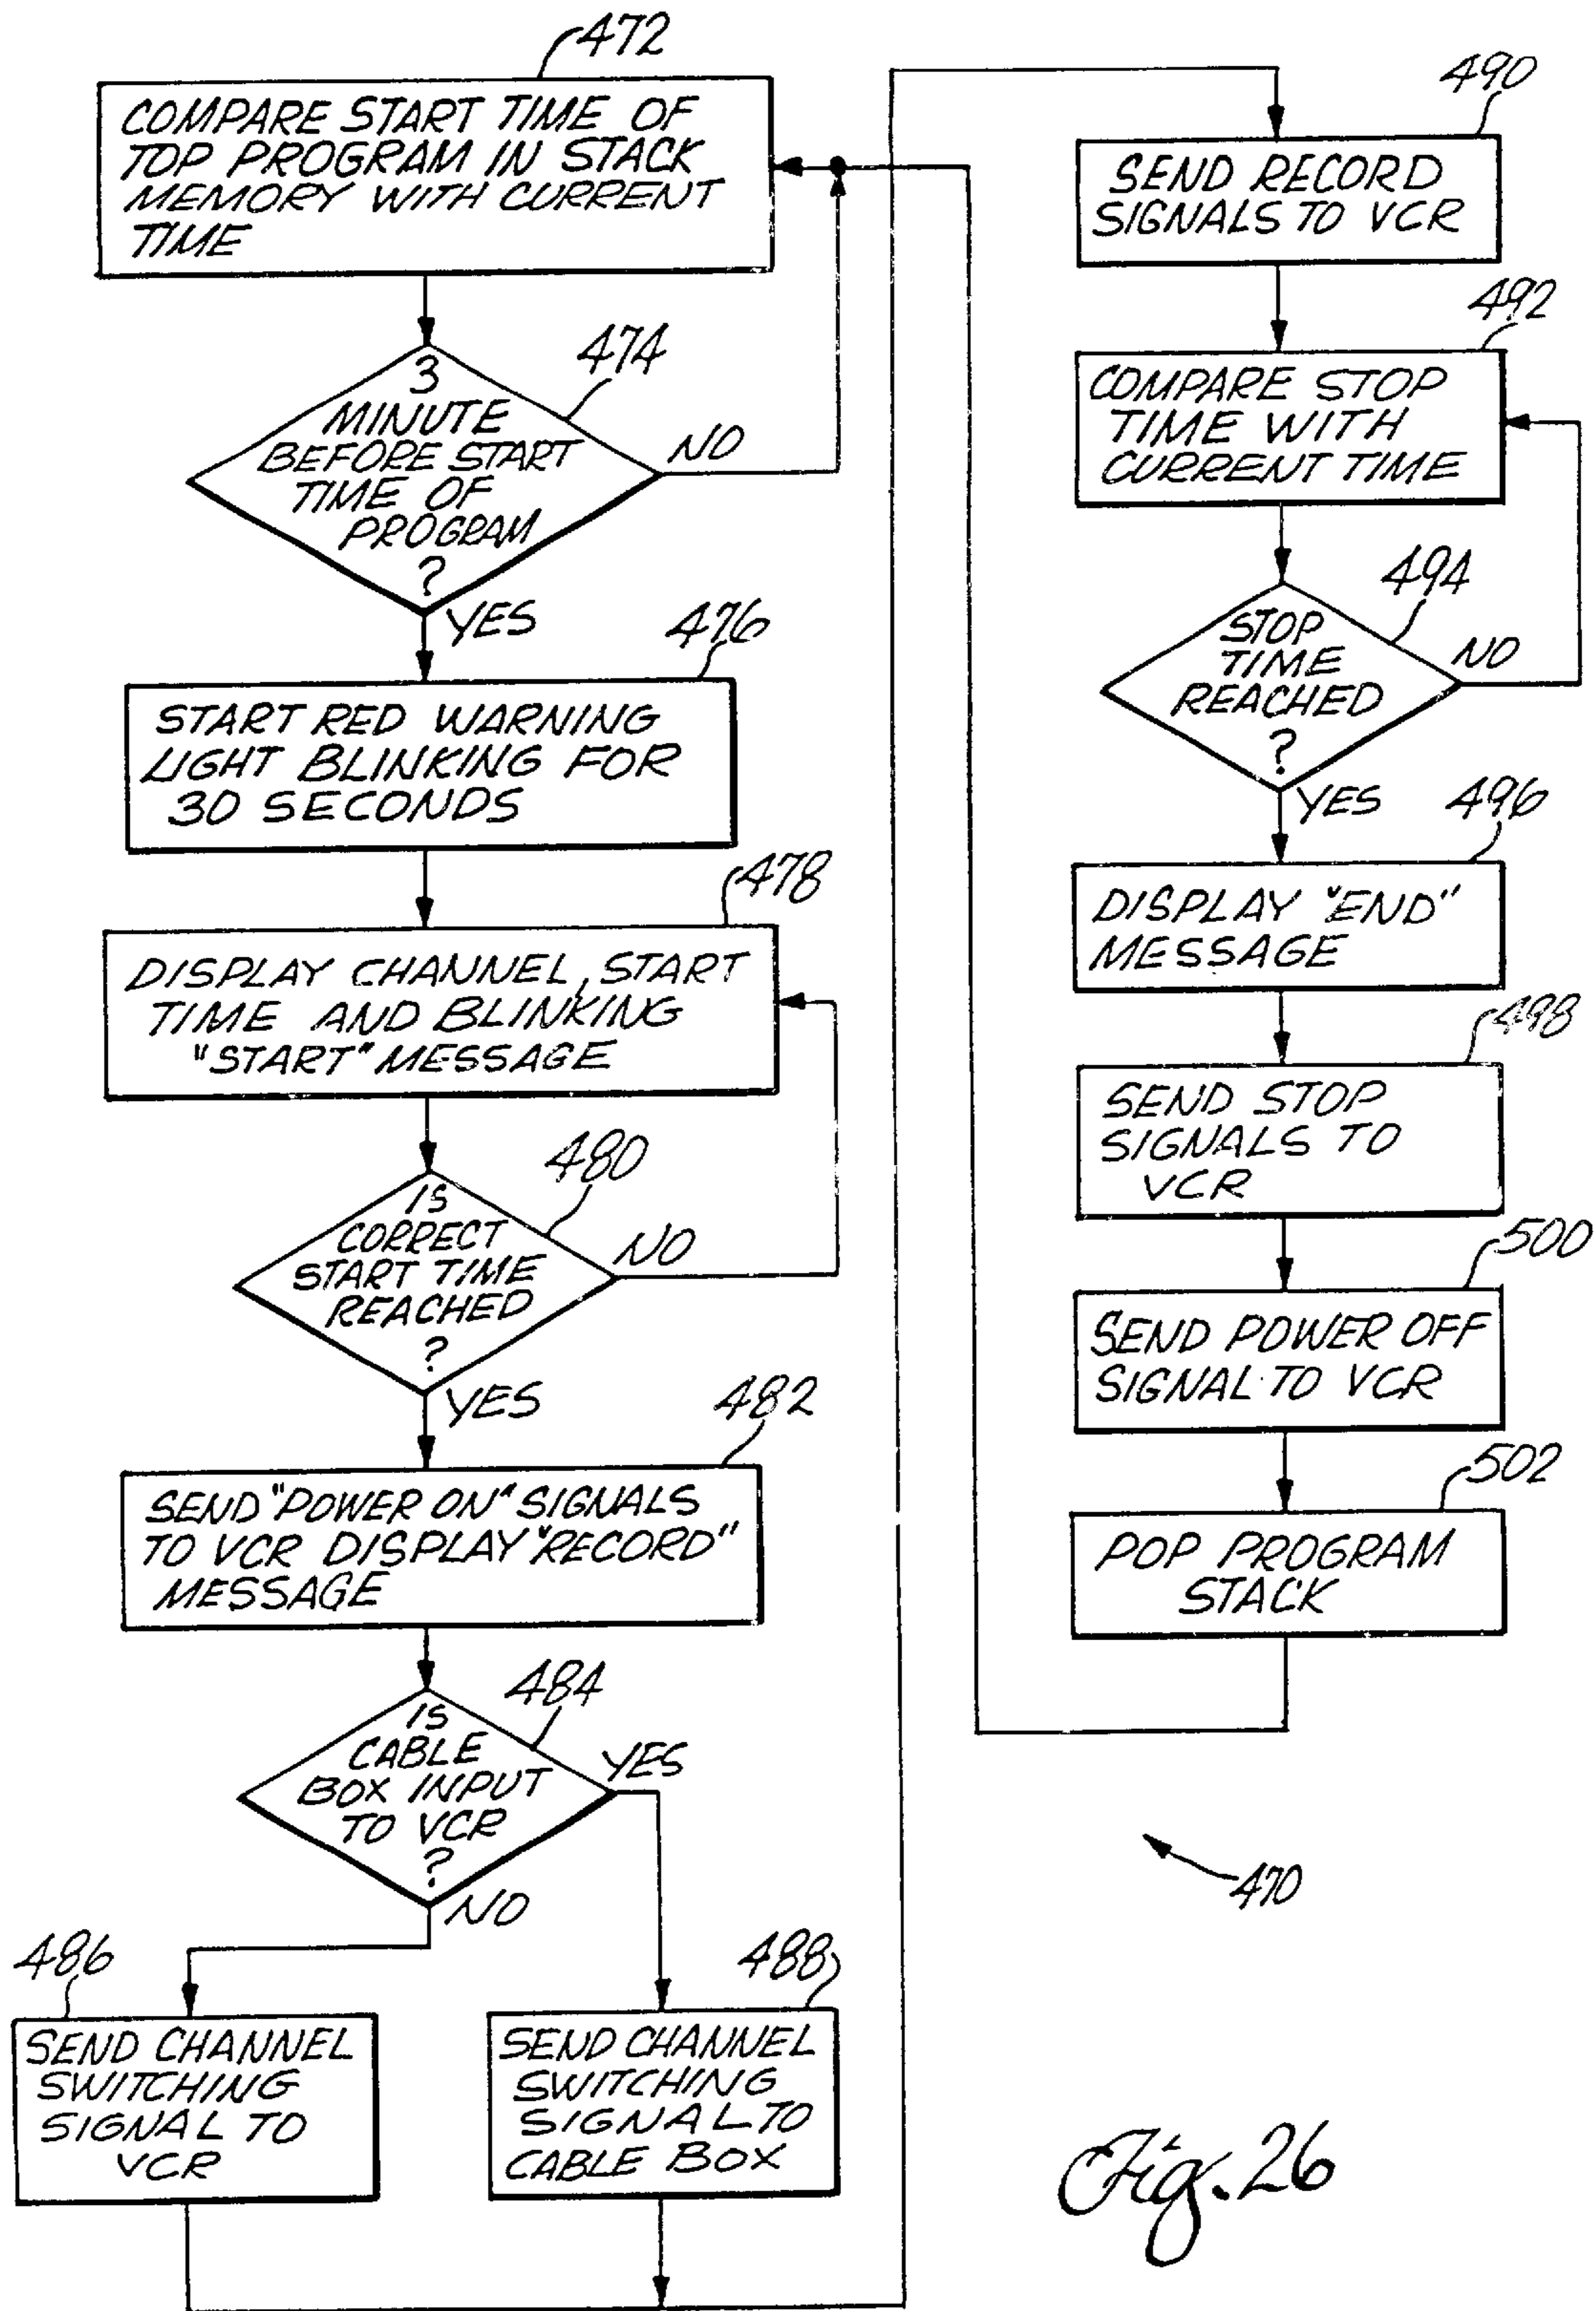 472
COMPARE START TIME OF
TOP PROGRAM IN STACK
MEMORY WITH CURRENT
TIME
474
3
MINUTE
BEFORE START
TIME OF
PROGRAM
?
NO
YES
476
START RED WARNING
LIGHT BLINKING FOR
30 SECONDS
478
DISPLAY CHANNEL, START
TIME AND BLINKING
"START" MESSAGE
480
IS
CORRECT
START TIME
REACHED
?
NO
YES
482
SEND "POWER ON" SIGNALS
TO VCR DISPLAY "RECORD"
MESSAGE
484
IS
CABLE
BOX INPUT
TO VCR
?
YES
NO
486
SEND CHANNEL
SWITCHING
SIGNAL TO
VCR
488
SEND CHANNEL
SWITCHING
SIGNAL TO
CABLE BOX
490
SEND RECORD
SIGNALS TO VCR
492
COMPARE STOP
TIME WITH
CURRENT TIME
494
STOP
TIME
REACHED
?
NO
YES
496
DISPLAY "END"
MESSAGE
498
SEND STOP
SIGNALS TO
VCR
500
SEND POWER OFF
SIGNAL TO VCR
502
POP PROGRAM
STACK
470
Fig. 26